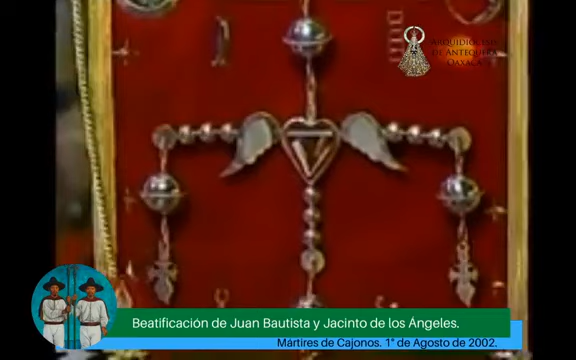 ARQUIDIÓCESIS
DE ANTEQUERA
OAXACA
Beatificación de Juan Bautista y Jacinto de los Ángeles.
Mártires de Cajonos. 1° de Agosto de 2002.